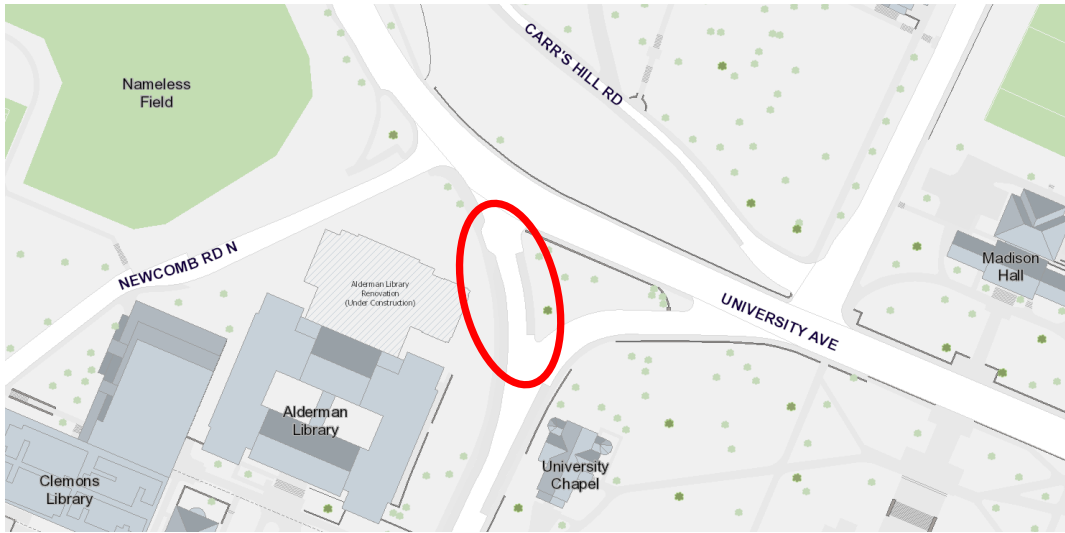 CARR'S HILL RD
Nameless
Field
NEWCOMB RD N
Madison
Hall
Alderman Library
Renovation
(Under Construction)
UNIVERSITY AVE
Alderman
Library
University
Chapel
Clemons
Library